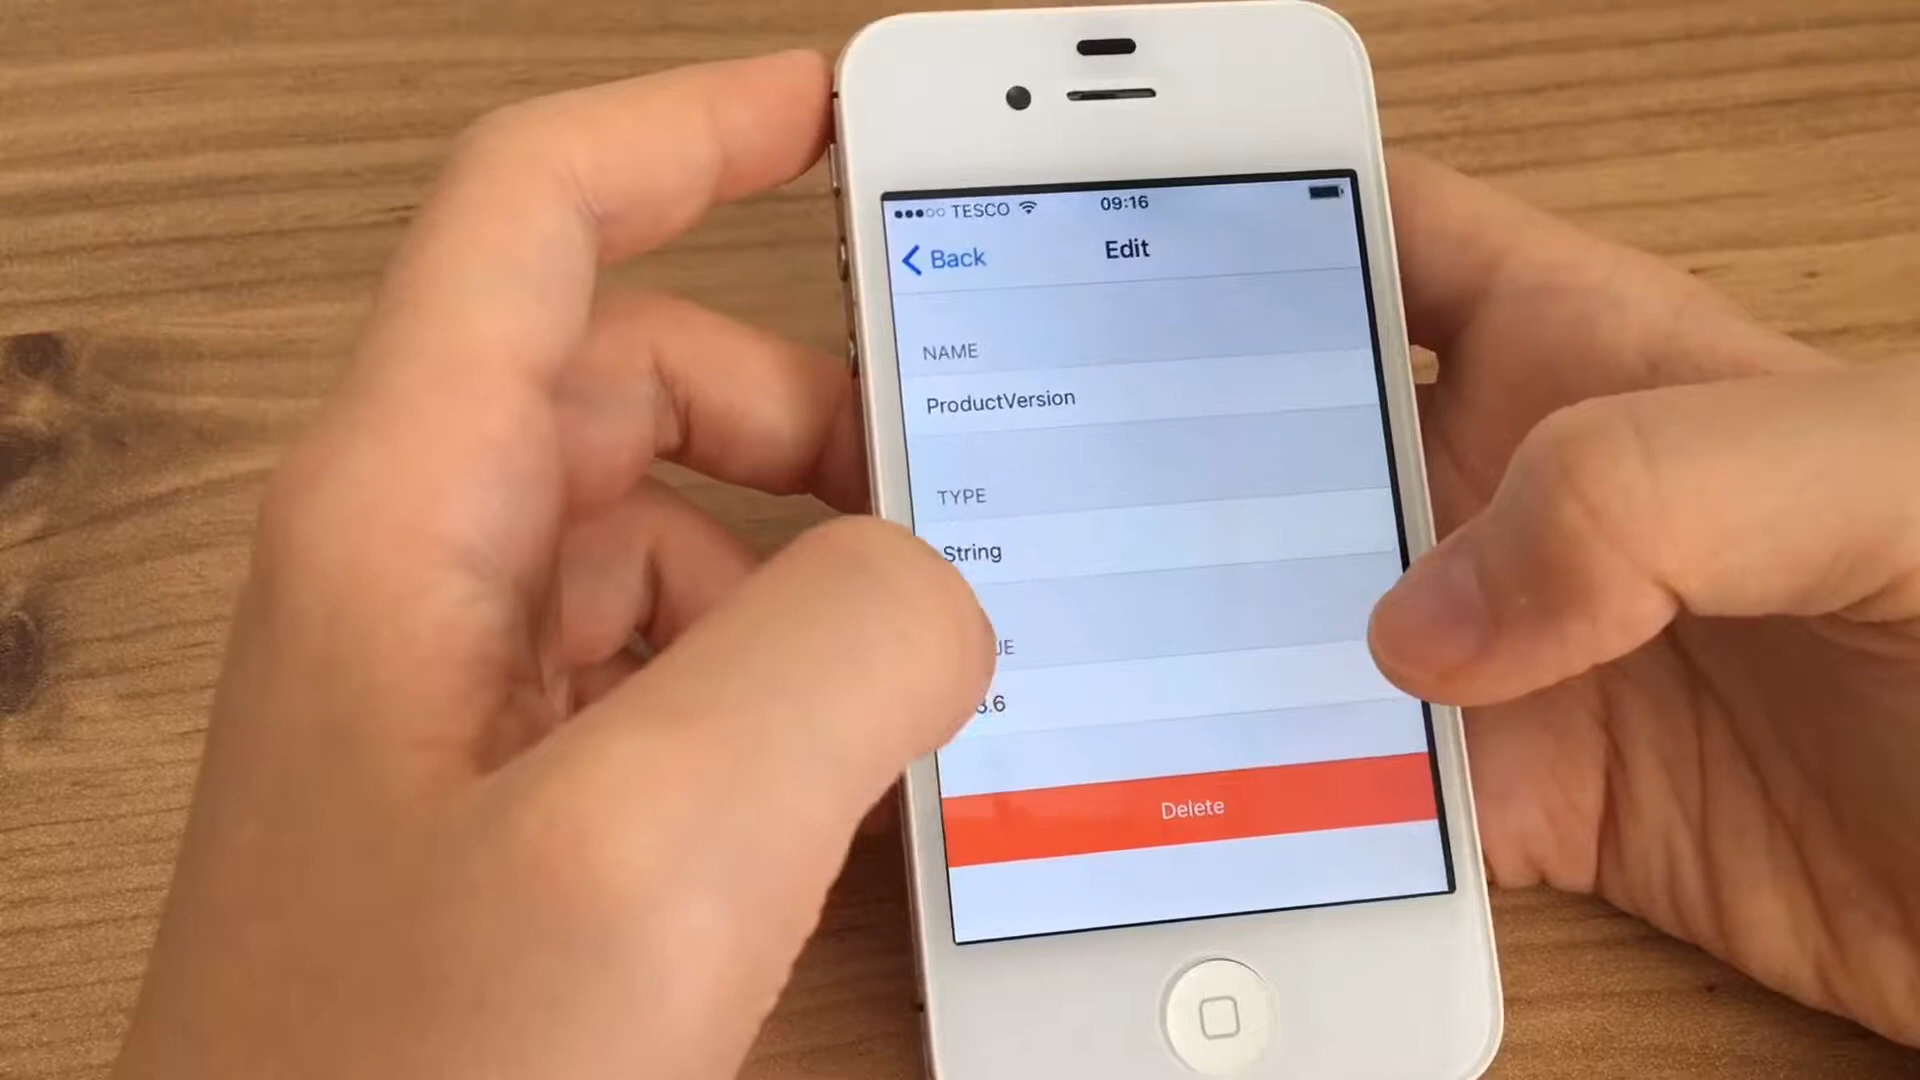 TESCO 09:16
Back Edit
NAME
ProductVersion
TYPE
String
Delete